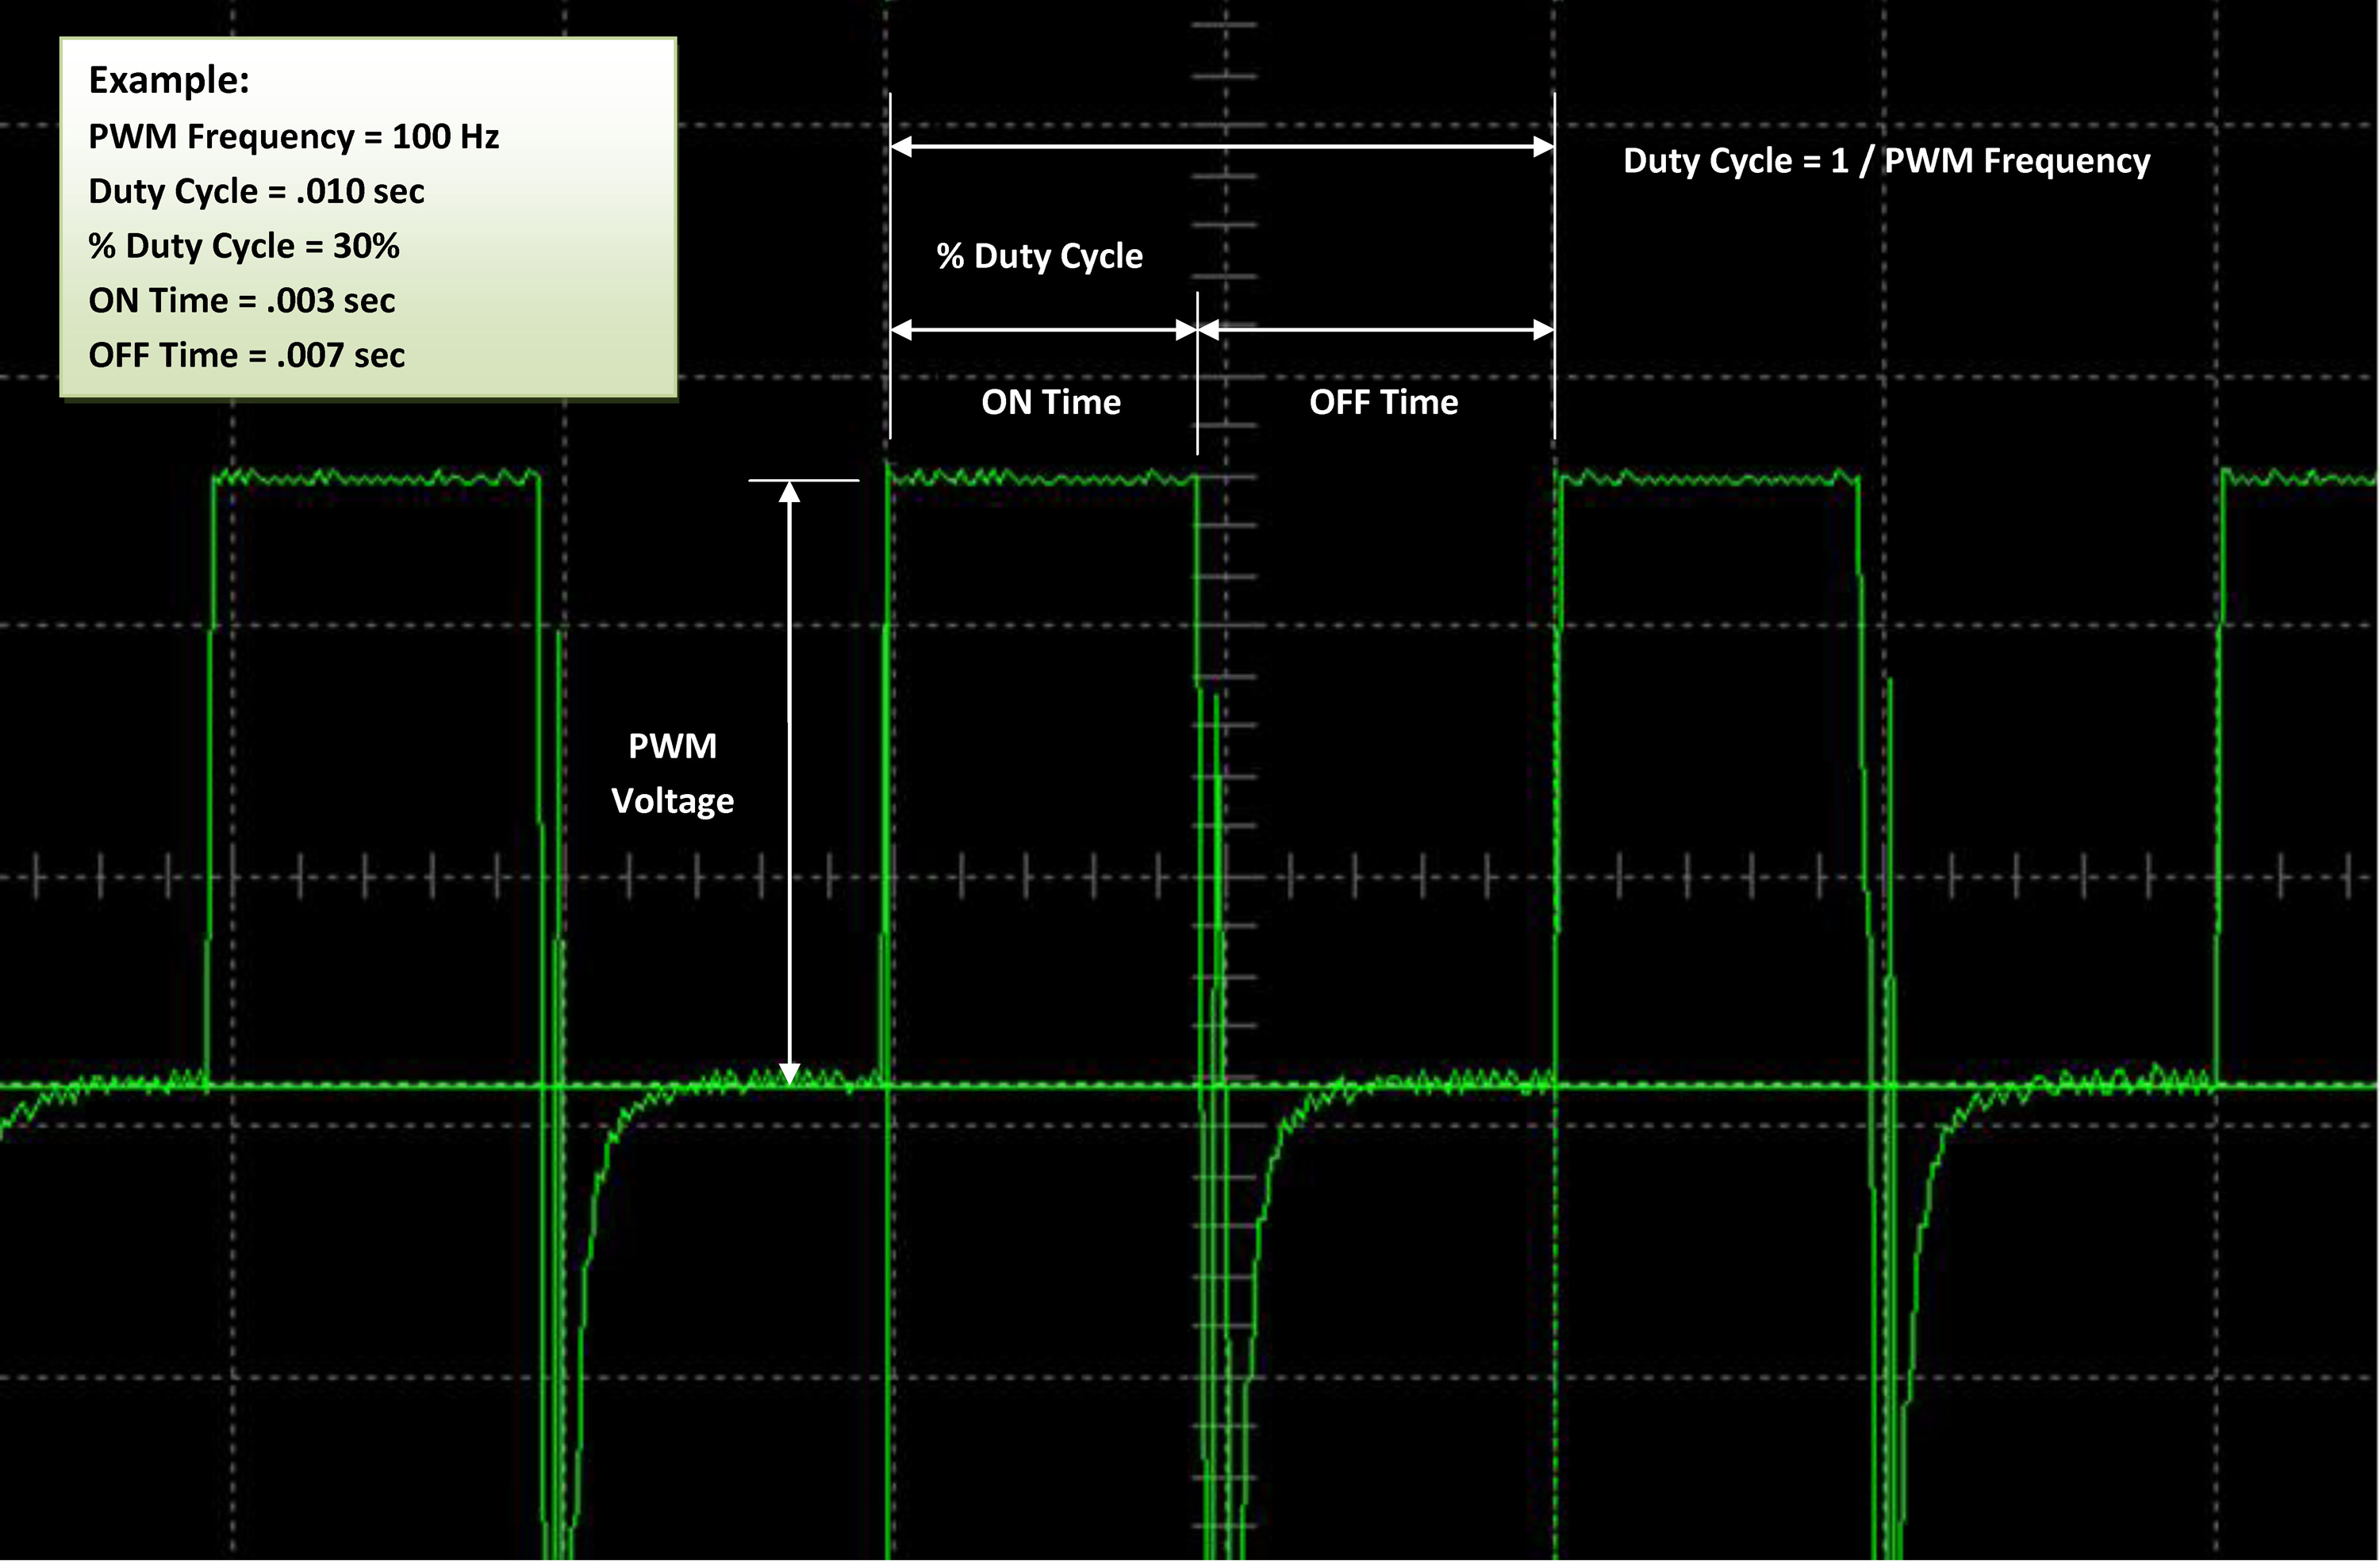 Example:
PWM Frequency = 100 Hz
Duty Cycle = .010 sec
% Duty Cycle = 30%
ON Time = .003 sec
OFF Time = .007 sec
Duty Cycle = 1 / PWM Frequency
% Duty Cycle
ON Time
OFF Time
PWM
Voltage